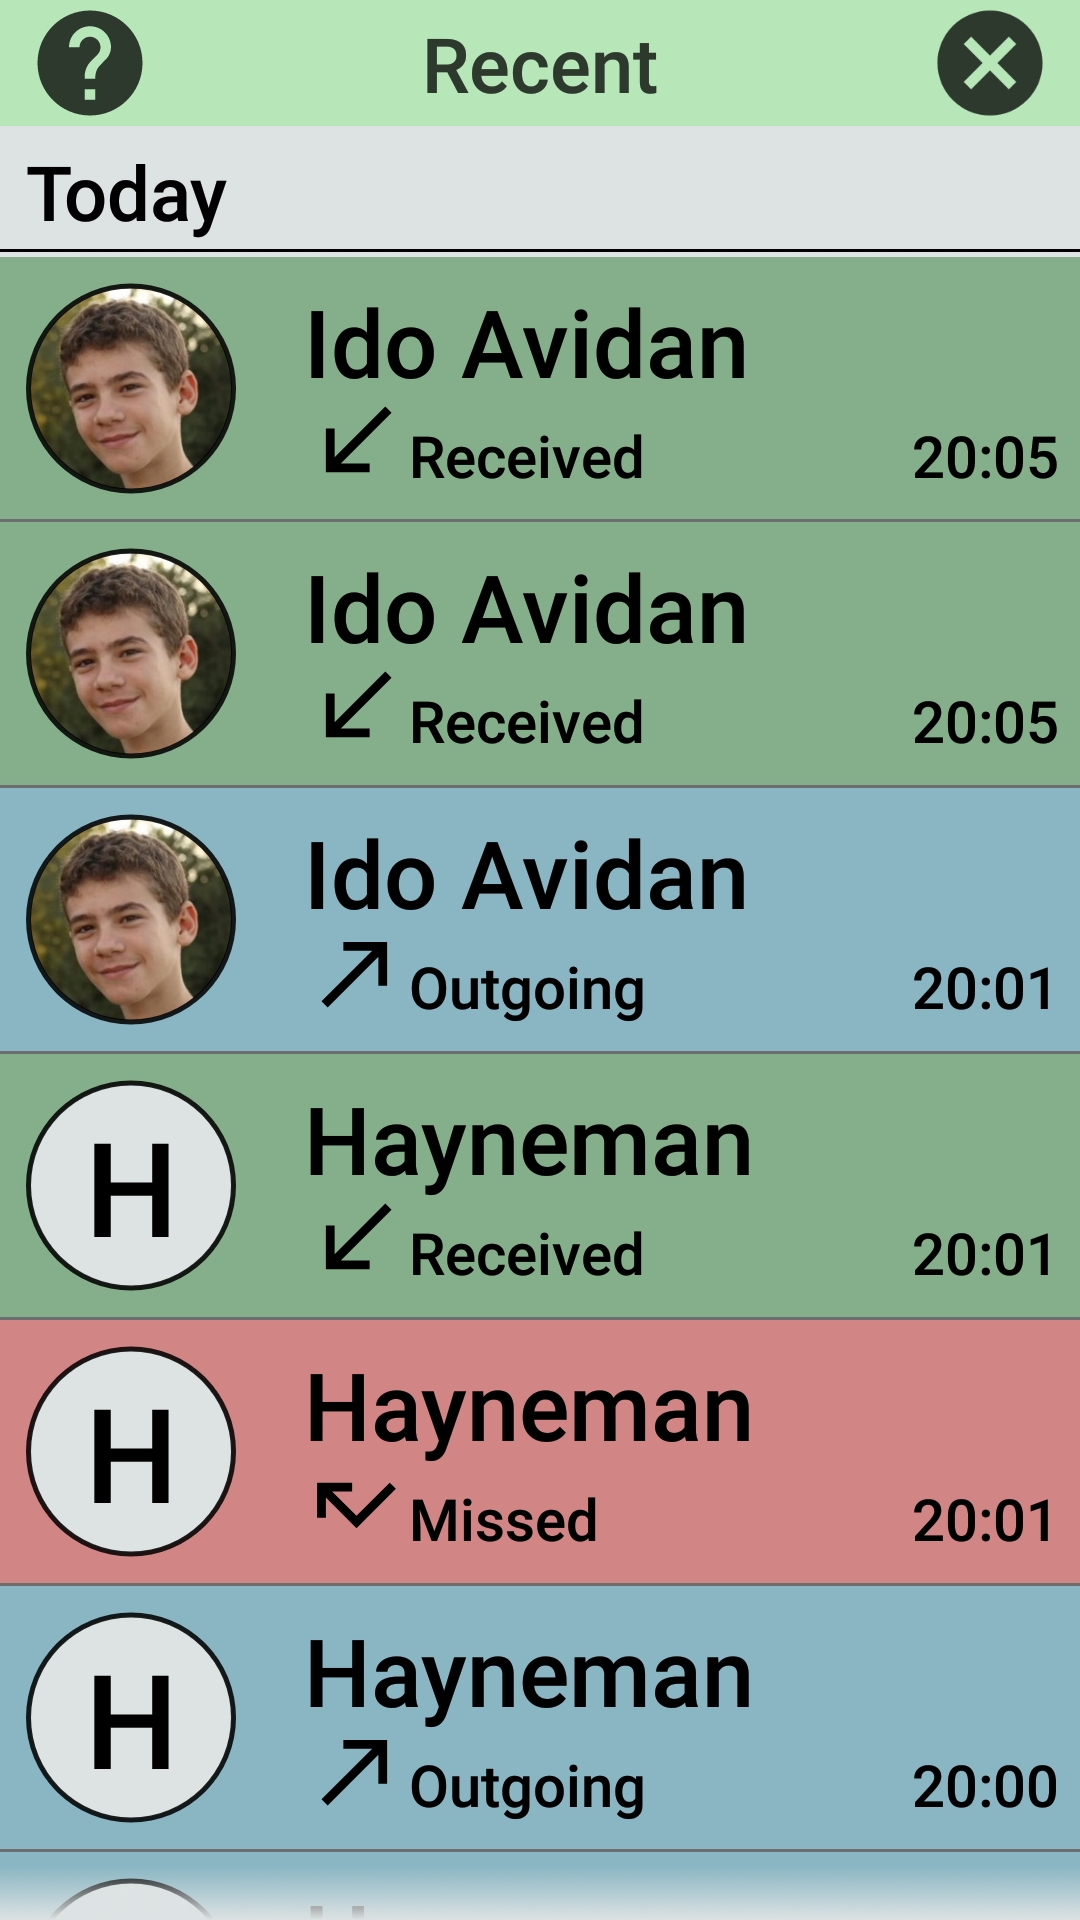 Recent
Today
Ido Avidan
Received 20:05
Ido Avidan
Received 20:05
Ido Avidan
Outgoing 20:01
H
Hayneman
Received 20:01
H
Hayneman
Missed 20:01
H
Hayneman
Outgoing 20:00